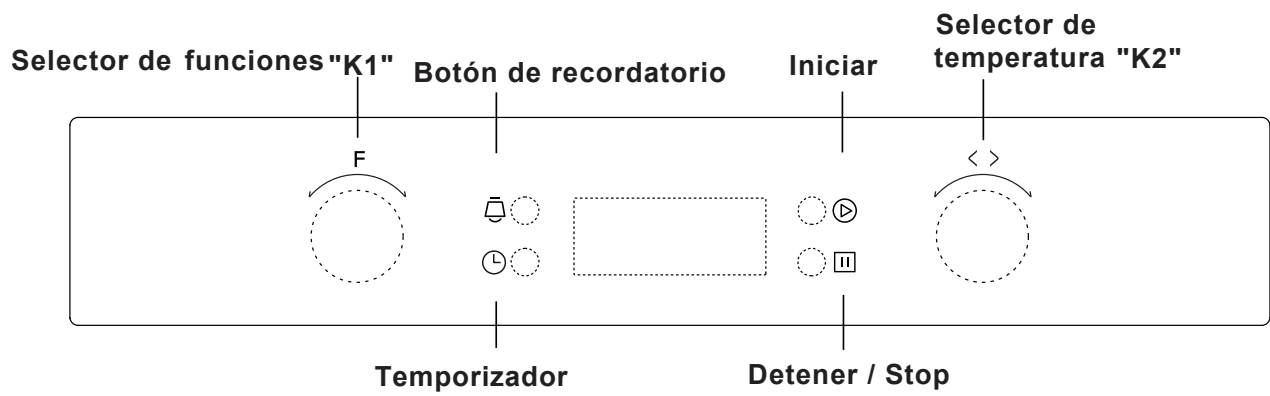 Selector de funciones "K1"
Botón de recordatorio
Iniciar
Selector de
temperatura "K2"
F
< >
Temporizador
Detener / Stop